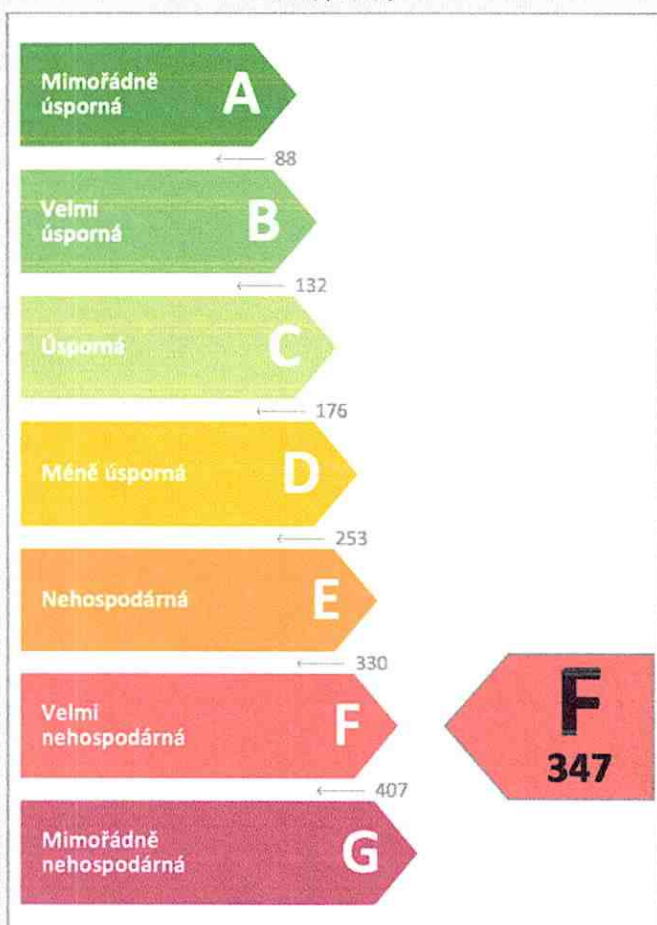 Mimořádně
úsporná
A
88
Velmi
úsporná
B
132
Úsporná
C
176
Méně úsporná
D
253
Nehospodárná
E
330
Velmi
nehospodárná
F
F
347
407
Mimořádně
nehospodárná
G